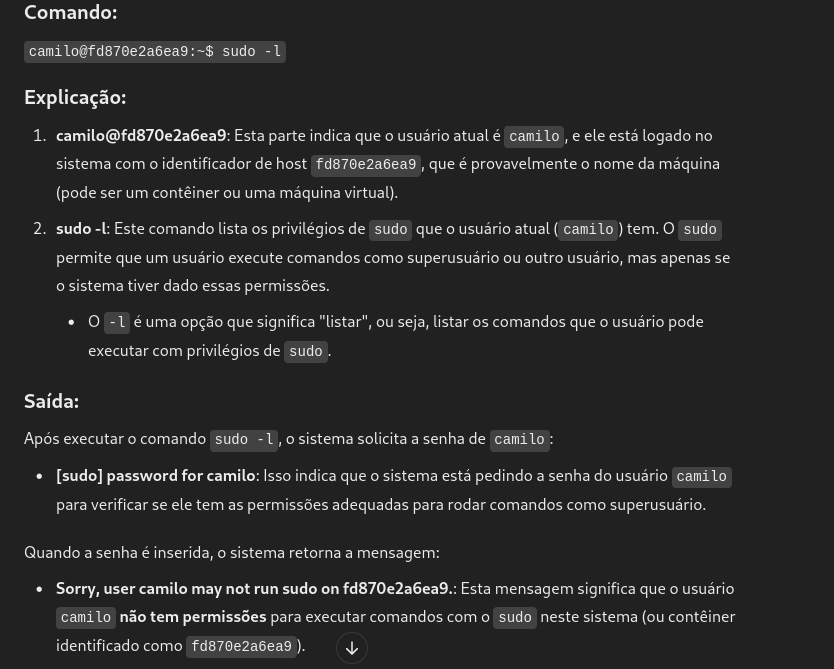 Comando:
camilo@fd870e2a6ea9:~$ sudo -l
Explicação:
1. camilo@fd870e2a6ea9: Esta parte indica que o usuário atual é camilo, e ele está logado no
sistema com o identificador de host fd870e2a6ea9, que é provavelmente o nome da máquina
(pode ser um contêiner ou uma máquina virtual).
2. sudo -l: Este comando lista os privilégios de sudo que o usuário atual (camilo) tem. O sudo
permite que um usuário execute comandos como superusuário ou outro usuário, mas apenas se
o sistema tiver dado essas permissões.
• O -l é uma opção que significa "listar", ou seja, listar os comandos que o usuário pode
executar com privilégios de sudo.
Saída:
Após executar o comando sudo -l, o sistema solicita a senha de camilo:
• [sudo] password for camilo: Isso indica que o sistema está pedindo a senha do usuário camilo
para verificar se ele tem as permissões adequadas para rodar comandos como superusuário.
Quando a senha é inserida, o sistema retorna a mensagem:
• Sorry, user camilo may not run sudo on fd870e2a6ea9.: Esta mensagem significa que o usuário
camilo não tem permissões para executar comandos com o sudo neste sistema (ou contêiner
identificado como fd870e2a6ea9).